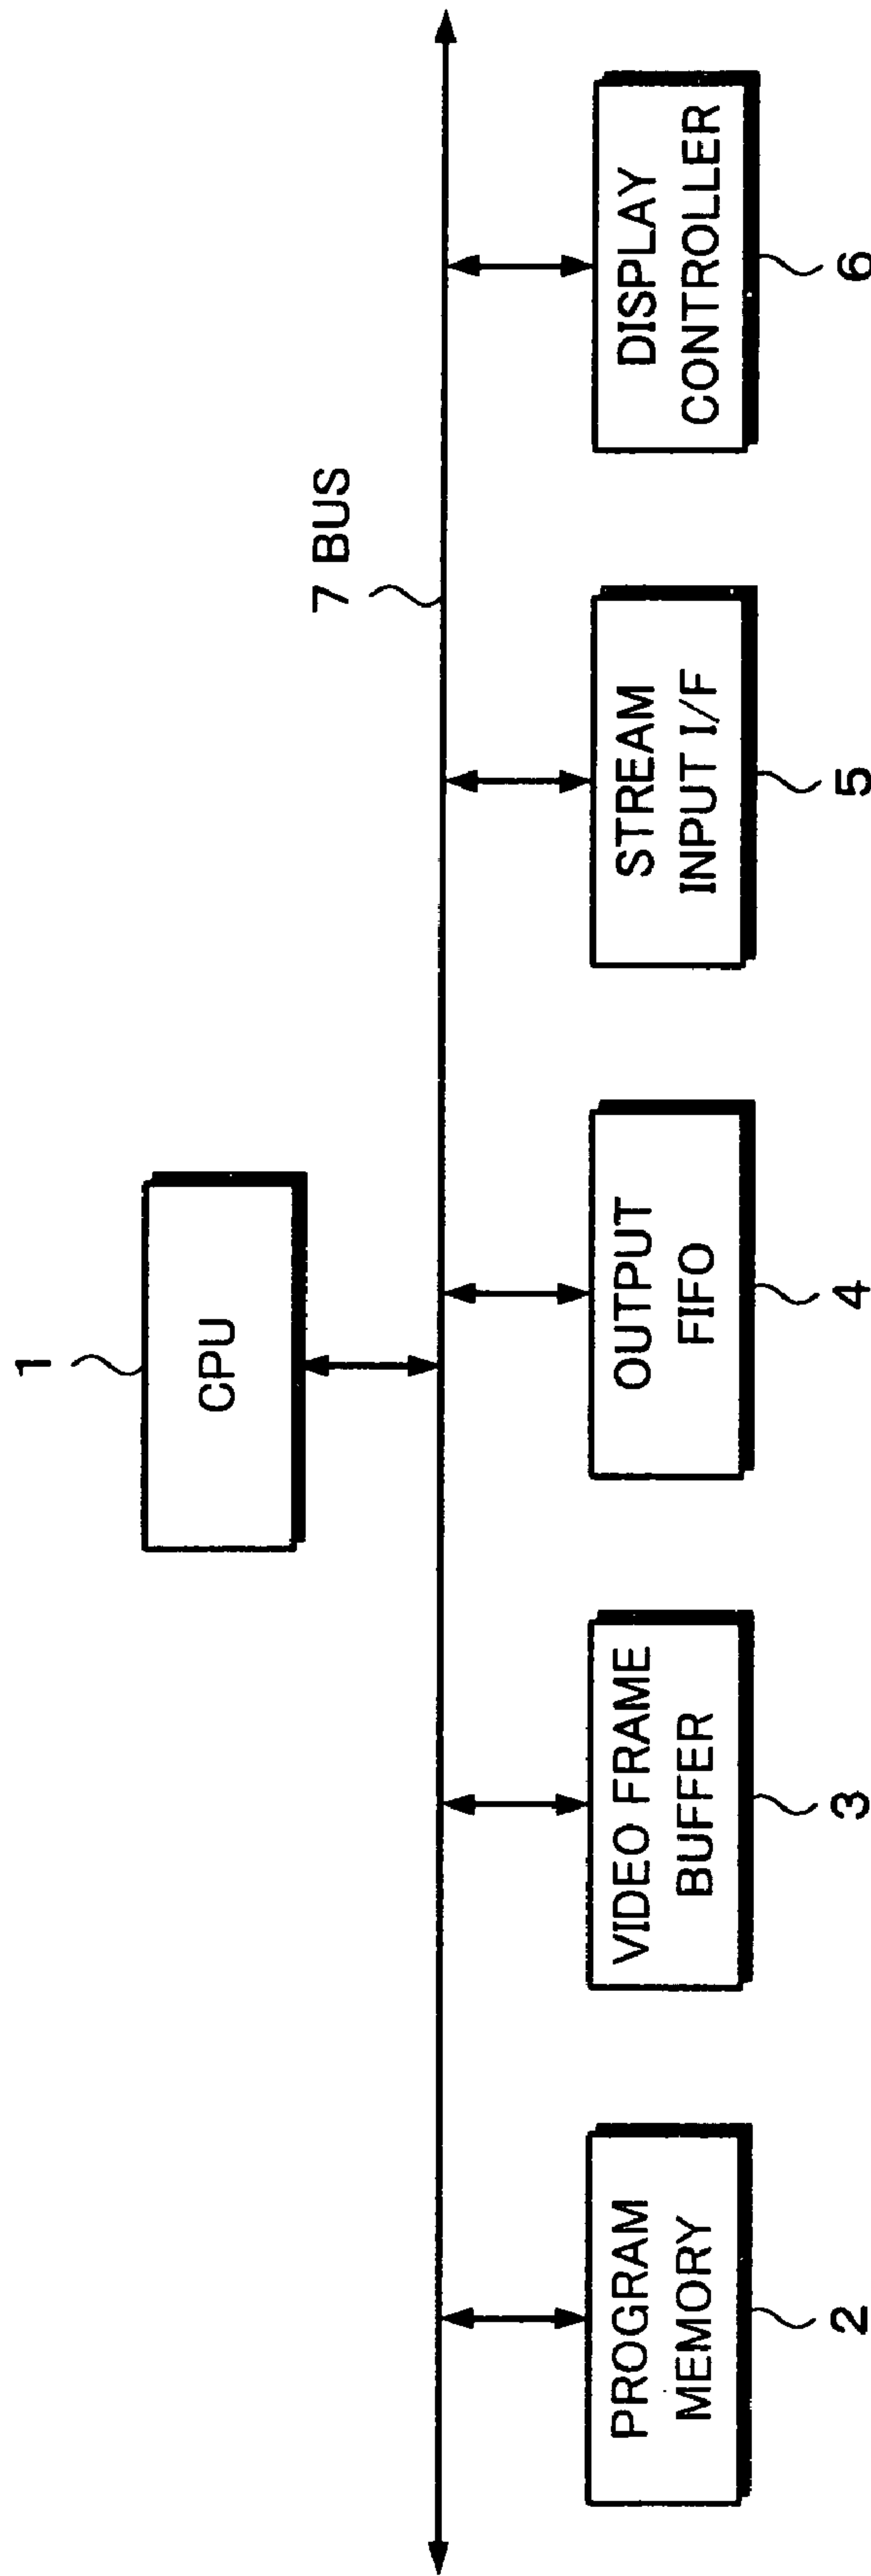 1
CPU
7 BUS
PROGRAM
MEMORY
2
VIDEO FRAME
BUFFER
3
OUTPUT
FIFO
4
STREAM
INPUT I/F
5
DISPLAY
CONTROLLER
6